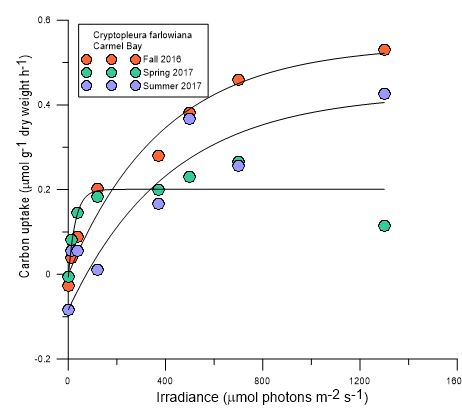 Cryptopleura farlowiana
Carmel Bay
Fall 2016
Spring 2017
Summer 2017
0.6
0.4
0.2
0
-0.2
Carbon uptake (µmol g-1 dry weight h-1)
0 400 800 1200 160
Irradiance (µmol photons m-2 s-1)